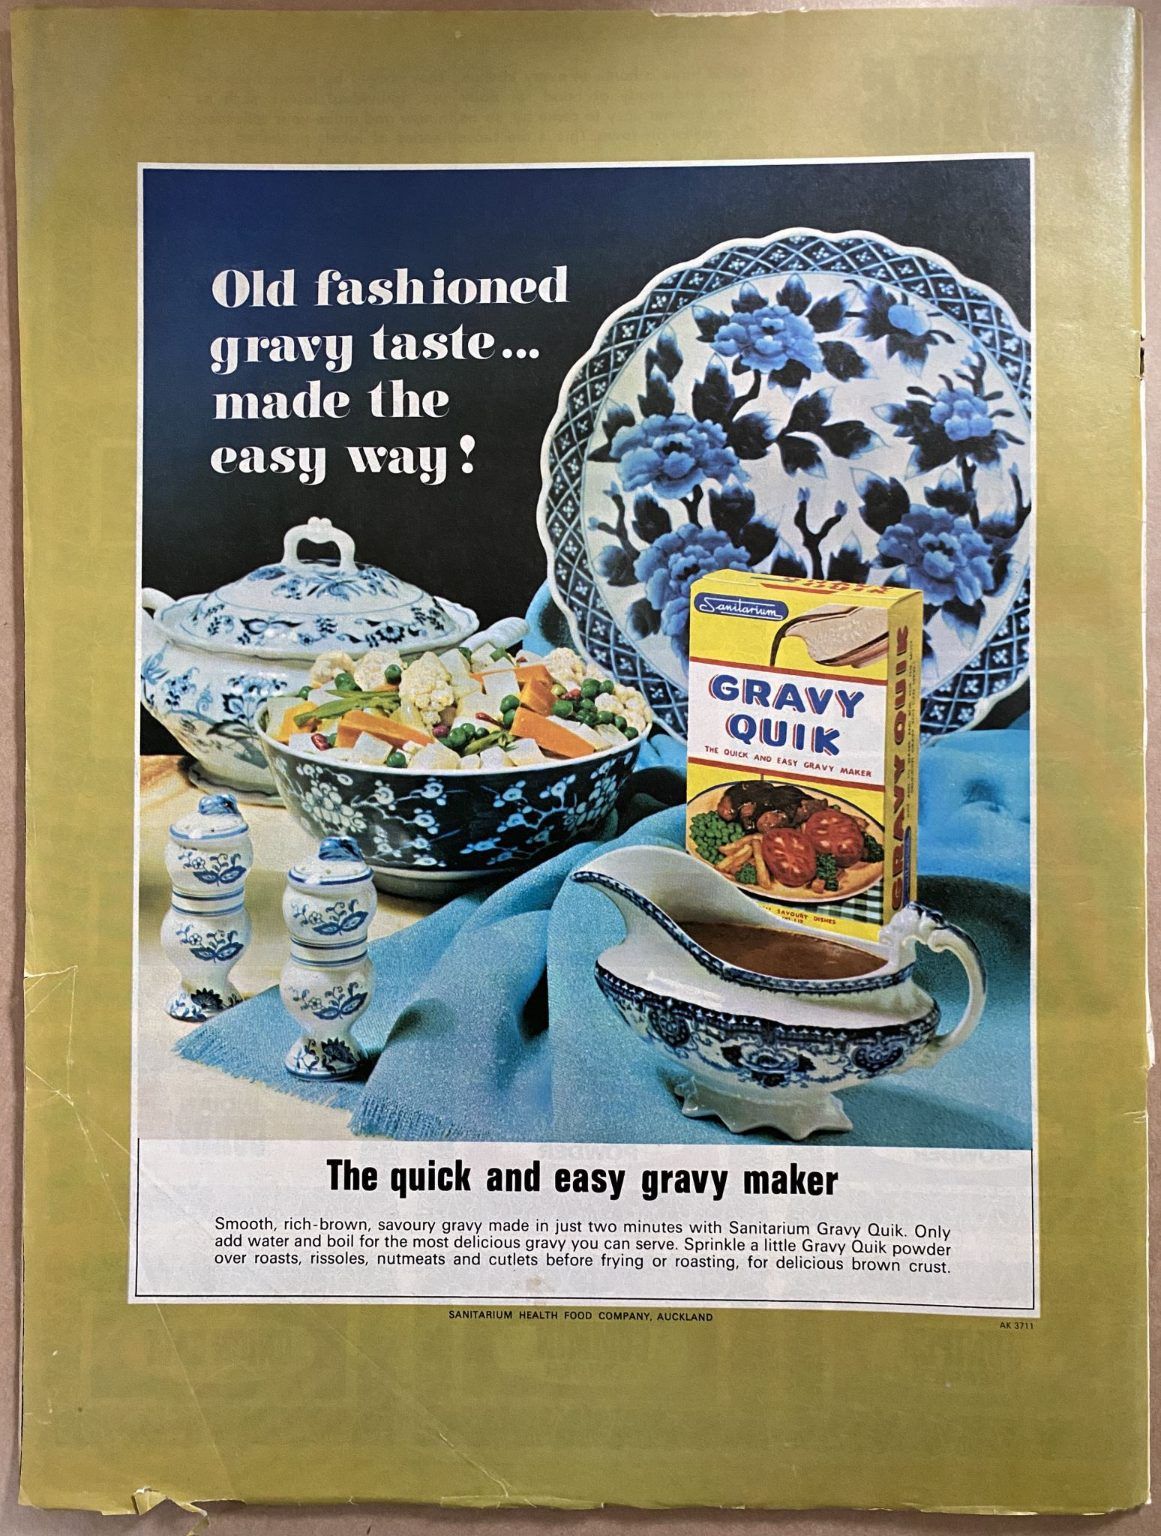 Old fashioned
gravy taste...
made the
easy way!
Sanitarium
GRAVY
QUIK
THE QUICK AND EASY GRAVY MAKER
GRAVY QUIK
SAVOURY DISHES
The quick and easy gravy maker
Smooth, rich-brown, savoury gravy made in just two minutes with Sanitarium Gravy Quik. Only
add water and boil for the most delicious gravy you can serve. Sprinkle a little Gravy Quik powder
over roasts, rissoles, nutmeats and cutlets before frying or roasting, for delicious brown crust.
SANITARIUM HEALTH FOOD COMPANY, AUCKLAND
AK 3711